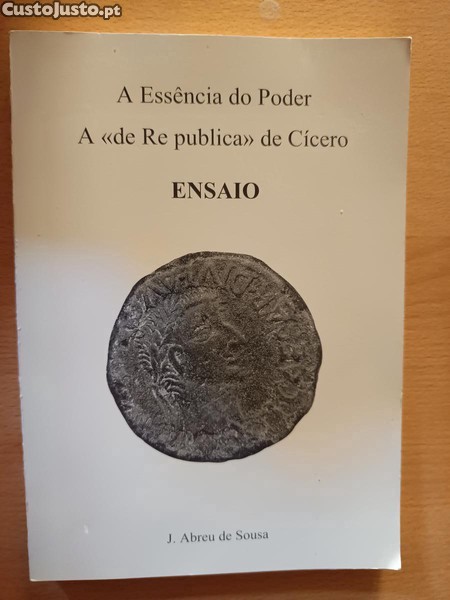 CustoJusto.pt
A Essência do Poder
A «de Re publica» de Cícero
ENSAIO
J. Abreu de Sousa